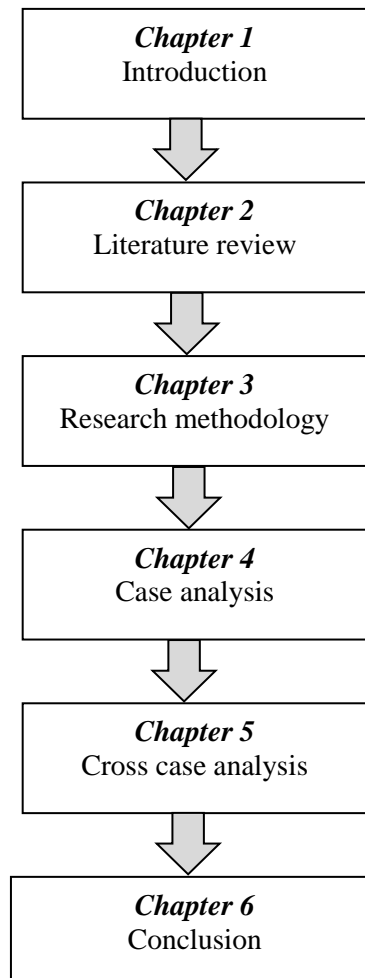 Chapter 1
Introduction
Chapter 2
Literature review
Chapter 3
Research methodology
Chapter 4
Case analysis
Chapter 5
Cross case analysis
Chapter 6
Conclusion